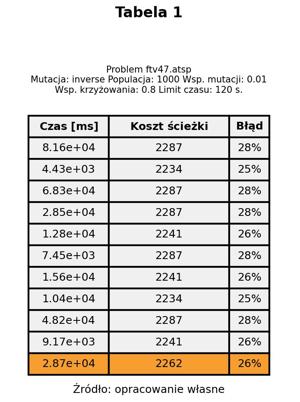 Tabela 1
Problem ftv47.atsp
Mutacja: inverse Populacja: 1000 Wsp. mutacji: 0.01
Wsp. krzyżowania: 0.8 Limit czasu: 120 s.
Czas [ms] Koszt ścieżki Błąd
8.16e+04 2287 28%
4.43e+03 2234 25%
6.83e+04 2287 28%
2.85e+04 2287 28%
1.28e+04 2241 26%
7.45e+03 2287 28%
1.56e+04 2241 26%
1.04e+04 2234 25%
4.82e+04 2287 28%
9.17e+03 2241 26%
2.87e+04 2262 26%
Źródło: opracowanie własne